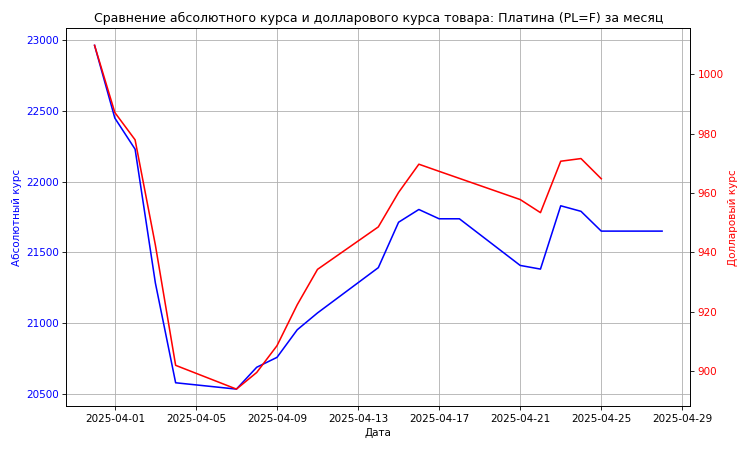 Сравнение абсолютного курса и долларового курса товара: Платина (PL=F) за месяц
23000
22500
22000
21500
21000
20500
Абсолютный курс
1000
980
960
940
920
900
Долларовый курс
2025-04-01 2025-04-05 2025-04-09 2025-04-13 2025-04-17 2025-04-21 2025-04-25 2025-04-29
Дата